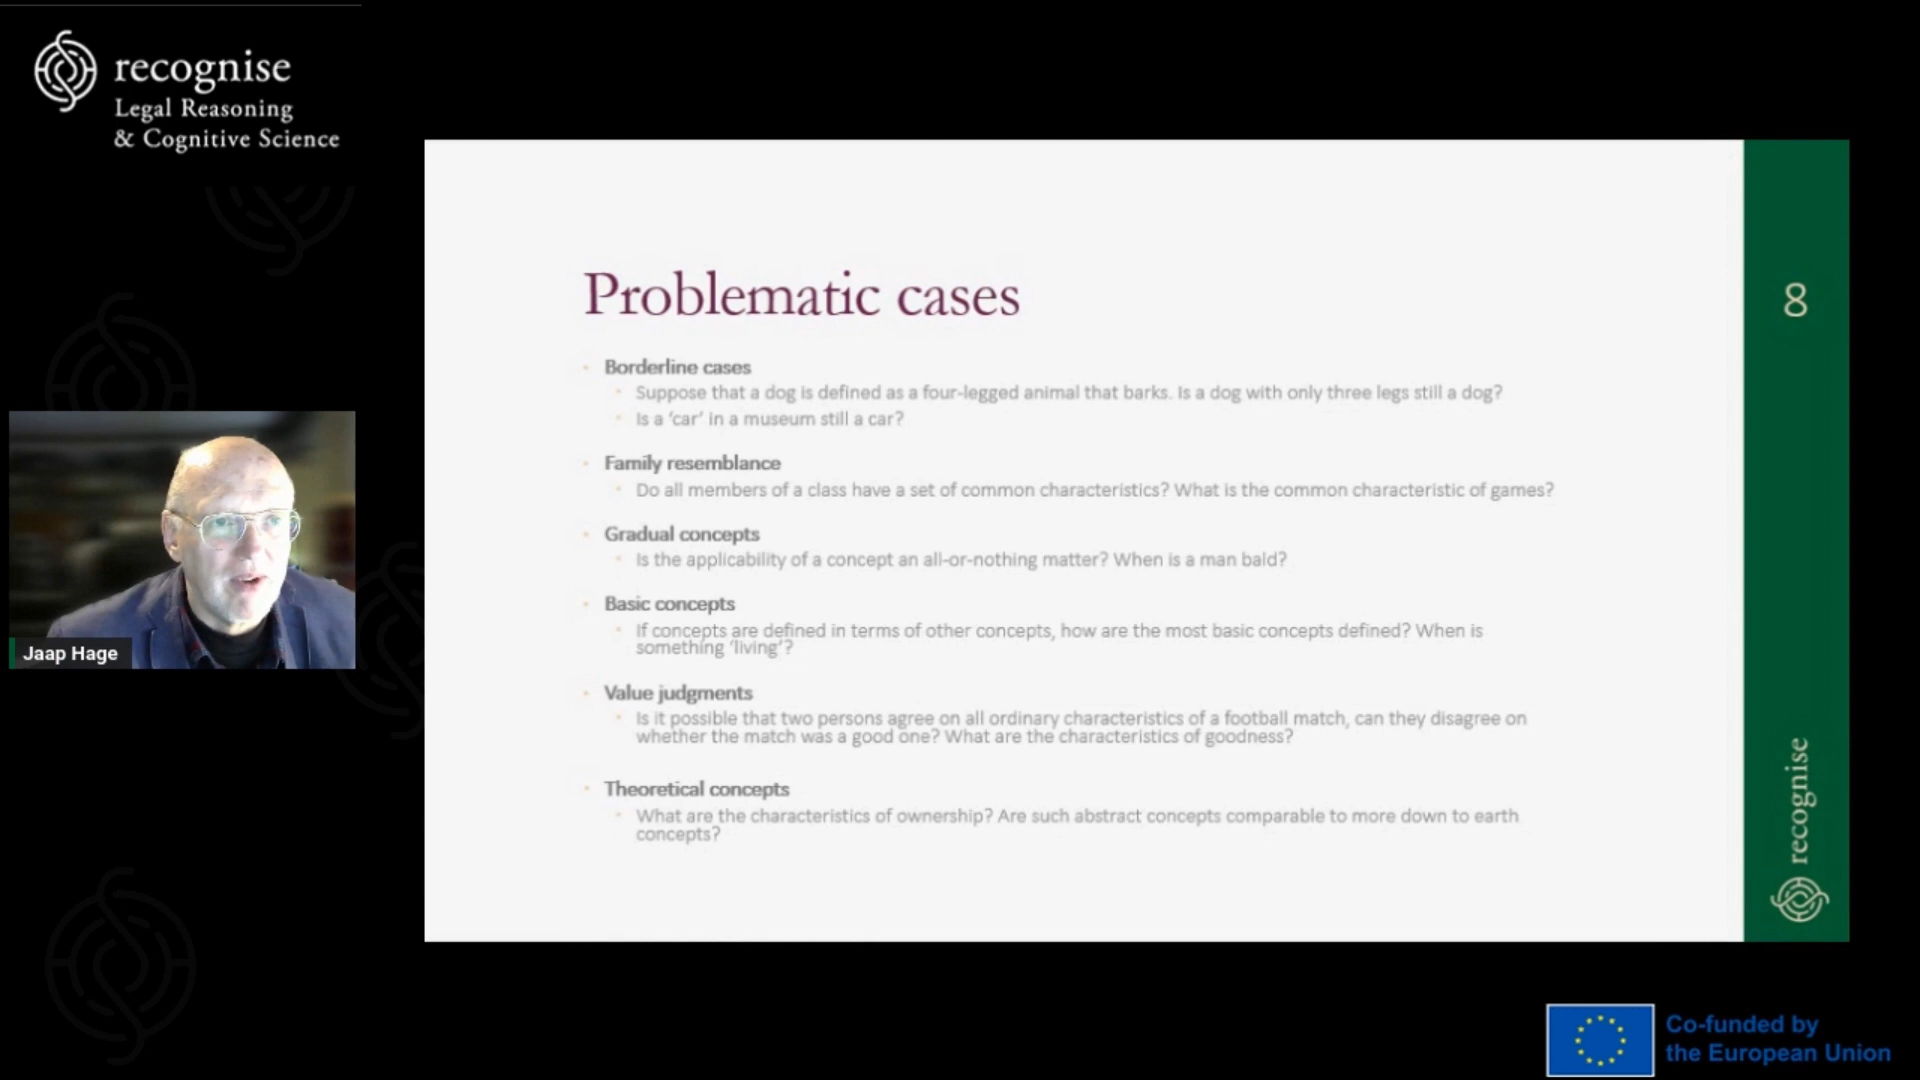 recognise
Legal Reasoning
& Cognitive Science
Jaap Hage
Problematic cases
Borderline cases
Suppose that a dog is defined as a four-legged animal that barks. Is a dog with only three legs still a dog?
Is a ‘car’ in a museum still a car?
Family resemblance
Do all members of a class have a set of common characteristics? What is the common characteristic of games?
Gradual concepts
Is the applicability of a concept an all-or-nothing matter? When is a man bald?
Basic concepts
If concepts are defined in terms of other concepts, how are the most basic concepts defined? When is
something ‘living’?
Value judgments
Is it possible that two persons agree on all ordinary characteristics of a football match, can they disagree on
whether the match was a good one? What are the characteristics of goodness?
Theoretical concepts
What are the characteristics of ownership? Are such abstract concepts comparable to more down to earth
concepts?
8
recognise
Co-funded by
the European Union